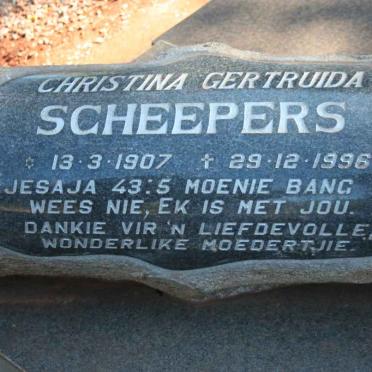 CHRISTINA GERTRUIDA
SCHEEPERS
* 13·3·1907 ✝ 29·12·1996
JESAJA 43:5 MOENIE BANG
WEES NIE, EK IS MET JOU.
DANKIE VIR 'N LIEFDEVOLLE,
WONDERLIKE MOEDERTJIE.